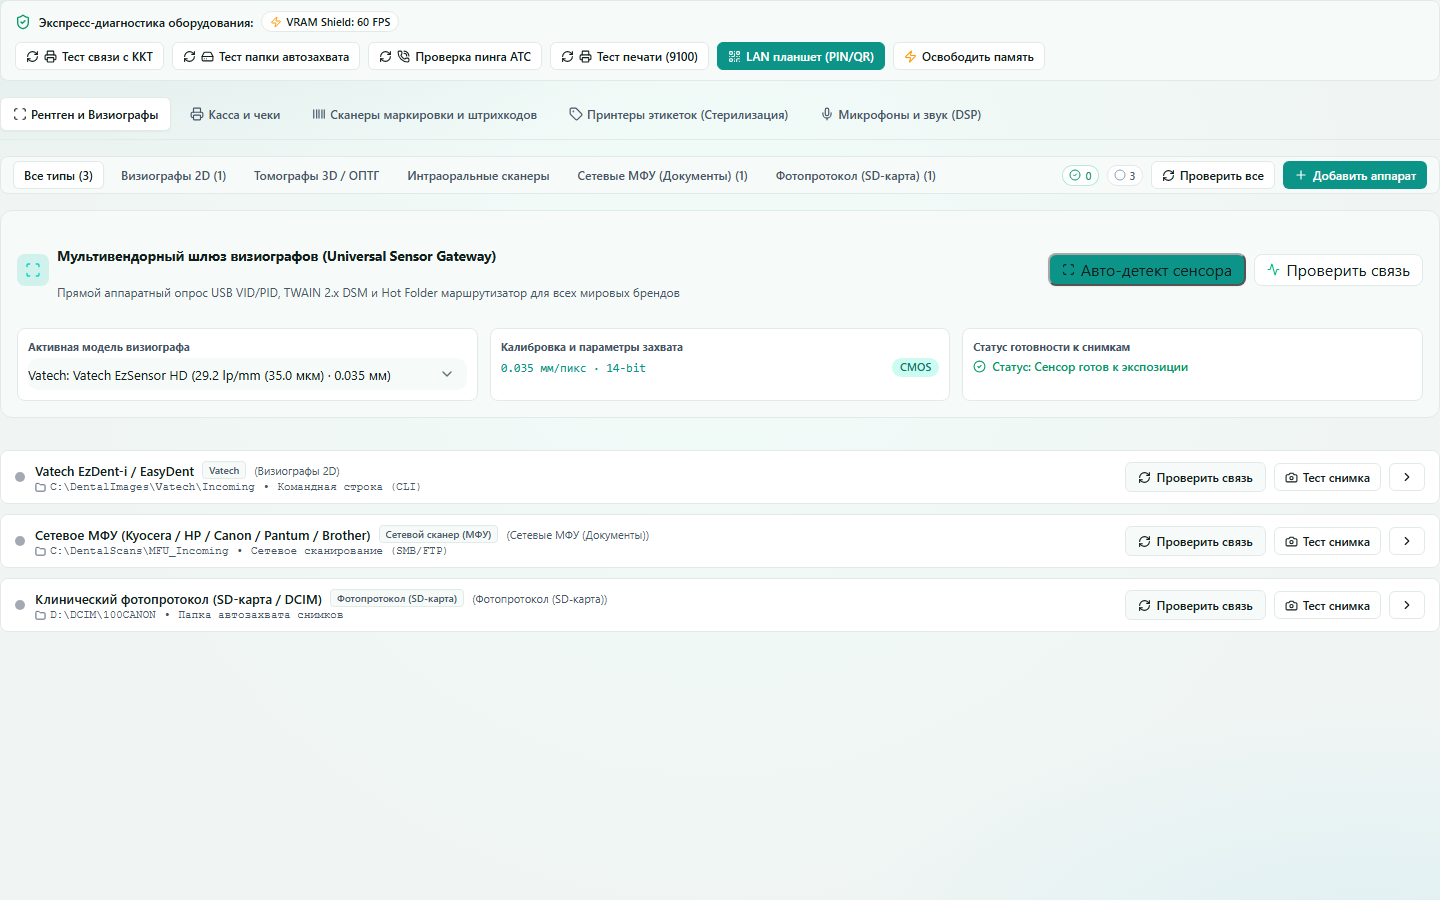 Экспресс-диагностика оборудования: VRAM Shield: 60 FPS
Тест связи с ККТ Тест папки автозахвата Проверка пинга АТС Тест печати (9100) LAN планшет (PIN/QR) Освободить память
Рентген и Визиографы Касса и чеки Сканеры маркировки и штрихкодов Принтеры этикеток (Стерилизация) Микрофоны и звук (DSP)
Все типы (3) Визиографы 2D (1) Томографы 3D / ОПТГ Интраоральные сканеры Сетевые МФУ (Документы) (1) Фотопротокол (SD-карта) (1) 0 3 Проверить все Добавить аппарат
Мультивендорный шлюз визиографов (Universal Sensor Gateway)
Прямой аппаратный опрос USB VID/PID, TWAIN 2.x DSM и Hot Folder маршрутизатор для всех мировых брендов
Авто-детект сенсора Проверить связь
Активная модель визиографа
Vatech: Vatech EzSensor HD (29.2 lp/mm (35.0 мкм) · 0.035 мм)
Калибровка и параметры захвата
0.035 мм/пикс · 14-bit CMOS
Статус готовности к снимкам
Статус: Сенсор готов к экспозиции
Vatech EzDent-i / EasyDent Vatech (Визиографы 2D)
C:\DentalImages\Vatech\Incoming • Командная строка (CLI)
Проверить связь Тест снимка
Сетевое МФУ (Kyocera / HP / Canon / Pantum / Brother) Сетевой сканер (МФУ) (Сетевые МФУ (Документы))
C:\DentalScans\MFU_Incoming • Сетевое сканирование (SMB/FTP)
Проверить связь Тест снимка
Клинический фотопротокол (SD-карта / DCIM) Фотопротокол (SD-карта) (Фотопротокол (SD-карта))
D:\DCIM\100CANON • Папка автозахвата снимков
Проверить связь Тест снимка